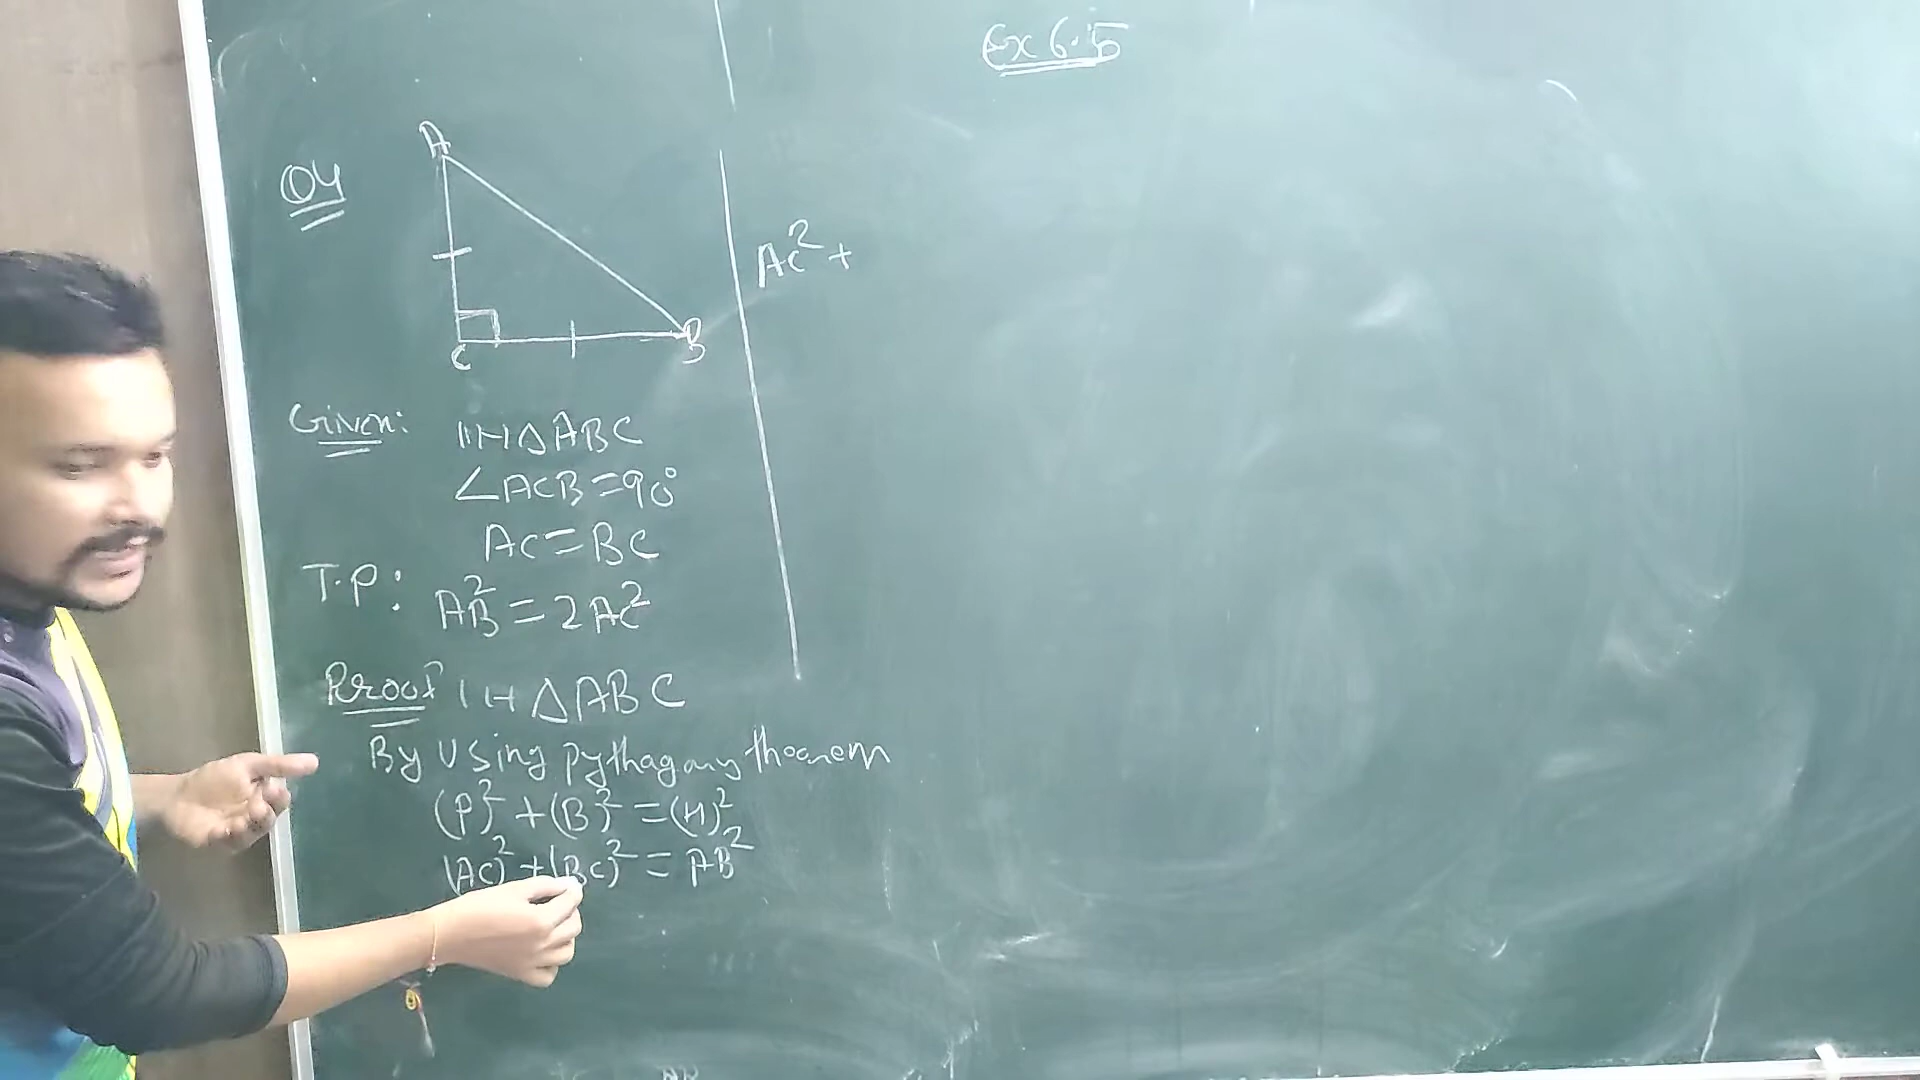 Ex 6.5
Q4
A
C
B
Given: IN△ABC
∠ACB=90°
AC=BC
T.P: AB²=2AC²
Proof IN △ABC
By Using pythagorus theorem
(P)²+(B)²=(H)²
(AC)²+(BC)²=AB²
AC²+